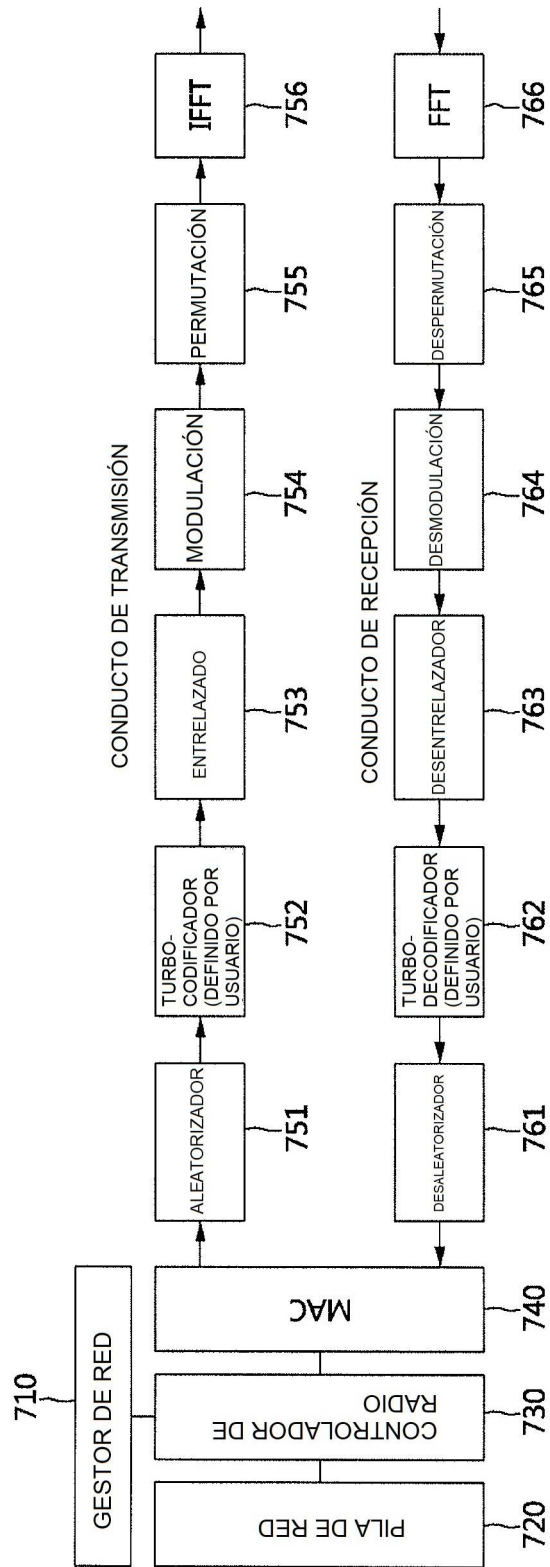 710
GESTOR DE RED
PILA DE RED
720
CONTROLADOR DE
RADIO
730
MAC
740
CONDUCTO DE TRANSMISIÓN
ALEATORIZADOR
751
TURBO-
CODIFICADOR
(DEFINIDO POR
USUARIO)
752
ENTRELAZADO
753
MODULACIÓN
754
PERMUTACIÓN
755
IFFT
756
CONDUCTO DE RECEPCIÓN
DESALEATORIZADOR
761
TURBO-
DECODIFICADOR
(DEFINIDO POR
USUARIO)
762
DESENTRELAZADOR
763
DESMODULACIÓN
764
DESPERMUTACIÓN
765
FFT
766